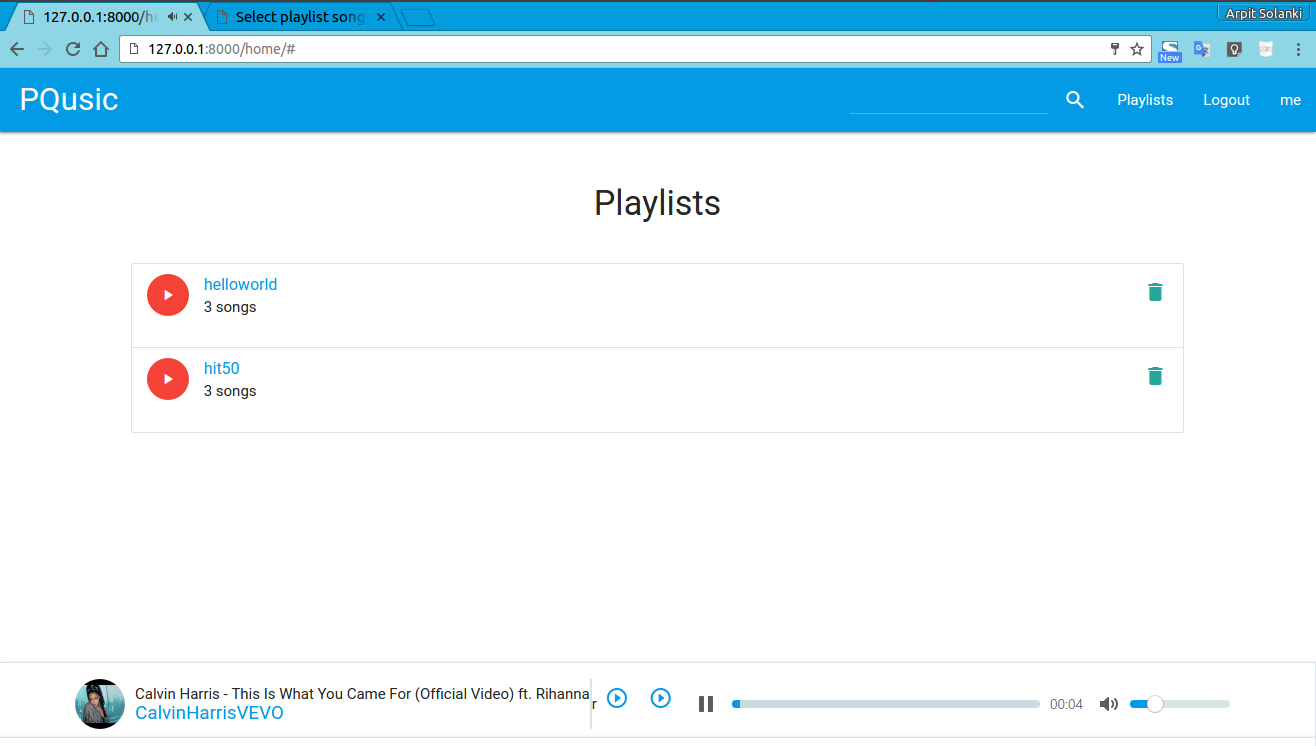 127.0.0.1:8000/ho
Select playlist song
Arpit Solanki
127.0.0.1:8000/home/#
New
PQusic
Playlists
Logout
me
Playlists
helloworld
3 songs
hit50
3 songs
Calvin Harris - This Is What You Came For (Official Video) ft. Rihanna
r
CalvinHarrisVEVO
00:04